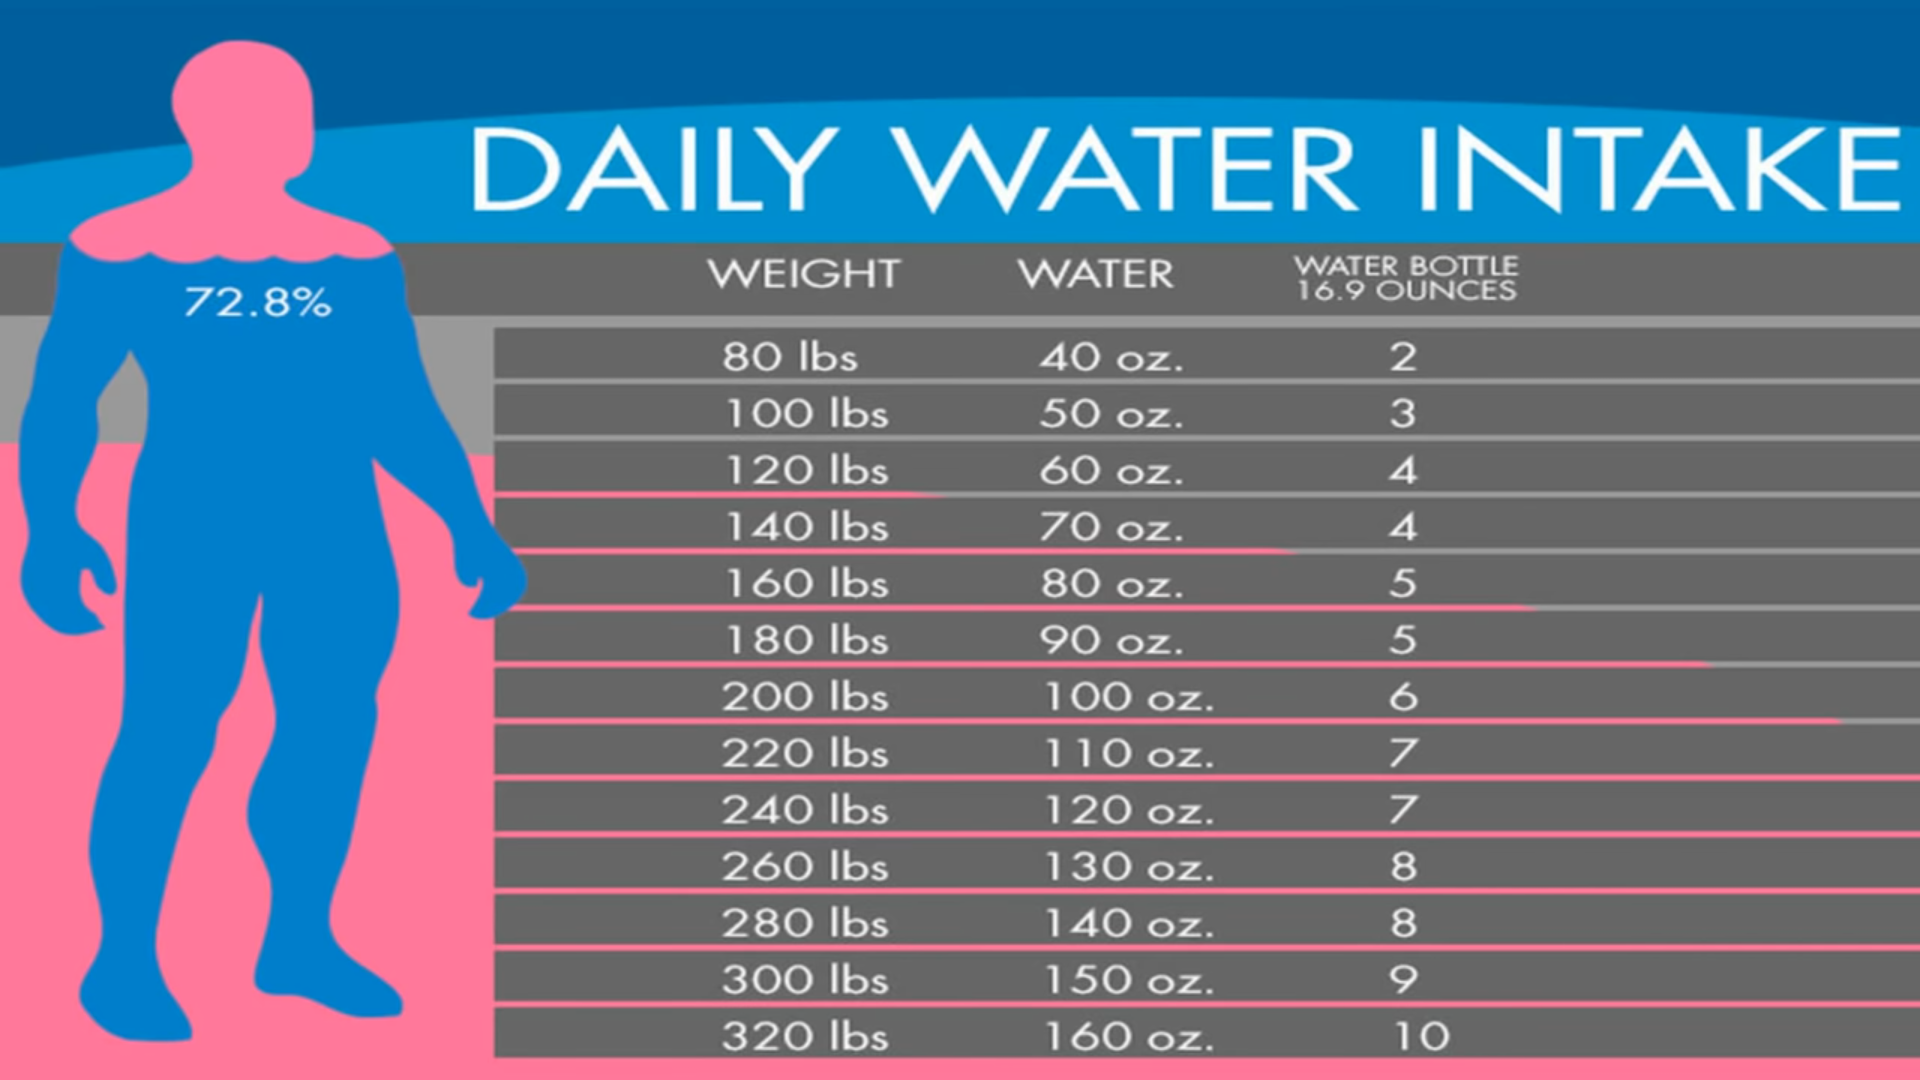 DAILY WATER INTAKE
WEIGHT WATER WATER BOTTLE
16.9 OUNCES
72.8%
80 lbs 40 oz. 2
100 lbs 50 oz. 3
120 lbs 60 oz. 4
140 lbs 70 oz. 4
160 lbs 80 oz. 5
180 lbs 90 oz. 5
200 lbs 100 oz. 6
220 lbs 110 oz. 7
240 lbs 120 oz. 7
260 lbs 130 oz. 8
280 lbs 140 oz. 8
300 lbs 150 oz. 9
320 lbs 160 oz. 10